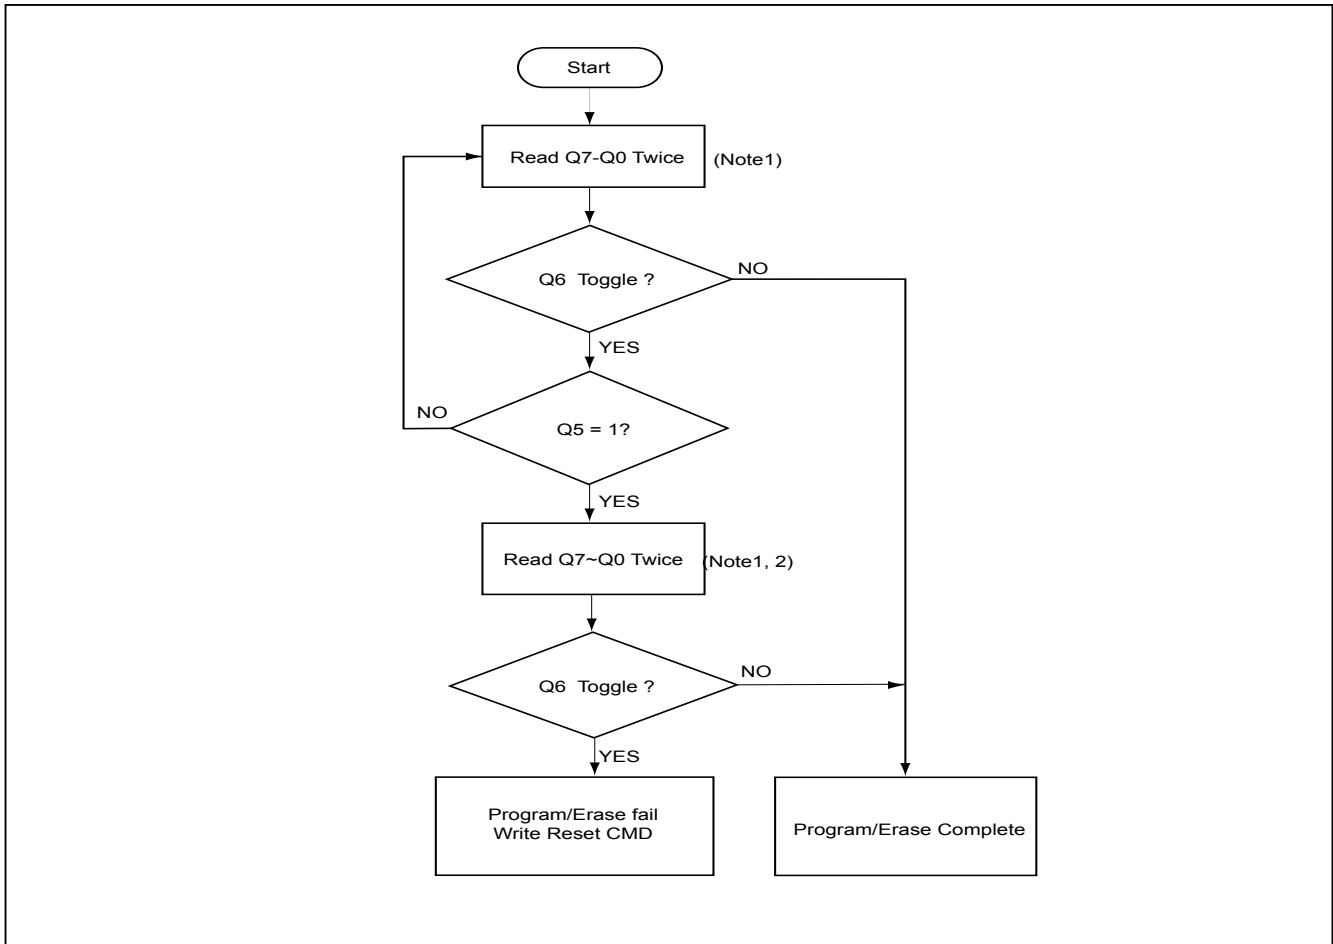 Start
Read Q7-Q0 Twice
(Note1)
Q6 Toggle ?
NO
YES
NO
Q5 = 1?
YES
Read Q7~Q0 Twice
(Note1, 2)
Q6 Toggle ?
NO
YES
Program/Erase fail
Write Reset CMD
Program/Erase Complete